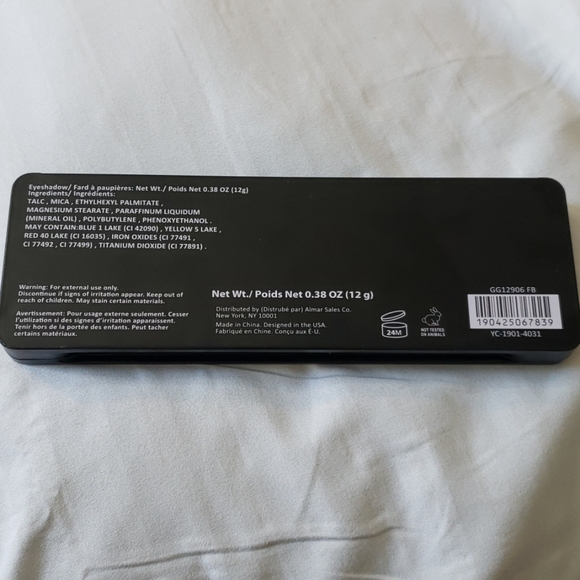 Eyeshadow/ Fard à paupières: Net Wt./ Poids Net 0.38 OZ (12g)
Ingredients/ Ingrédients:
TALC , MICA , ETHYLHEXYL PALMITATE ,
MAGNESIUM STEARATE , PARAFFINUM LIQUIDUM
(MINERAL OIL) , POLYBUTYLENE , PHENOXYETHANOL .
MAY CONTAIN:BLUE 1 LAKE (CI 42090) , YELLOW 5 LAKE ,
RED 40 LAKE (CI 16035) , IRON OXIDES (CI 77491 ,
CI 77492 , CI 77499) , TITANIUM DIOXIDE (CI 77891) .
Warning: For external use only.
Discontinue if signs of irritation appear. Keep out of
reach of children. May stain certain materials.
Avertissement: Pour usage externe seulement. Cesser
l'utilisation si des signes d'irritation apparaissent.
Tenir hors de la portée des enfants. Peut tacher
certains matériaux.
Net Wt./ Poids Net 0.38 OZ (12 g)
Distributed by (Distrubé par) Almar Sales Co.
New York, NY 10001
Made in China. Designed in the USA.
Fabriqué en Chine. Conçu aux É-U.
24M
NOT TESTED
ON ANIMALS
GG12906 FB
190425067839
YC-1901-4031